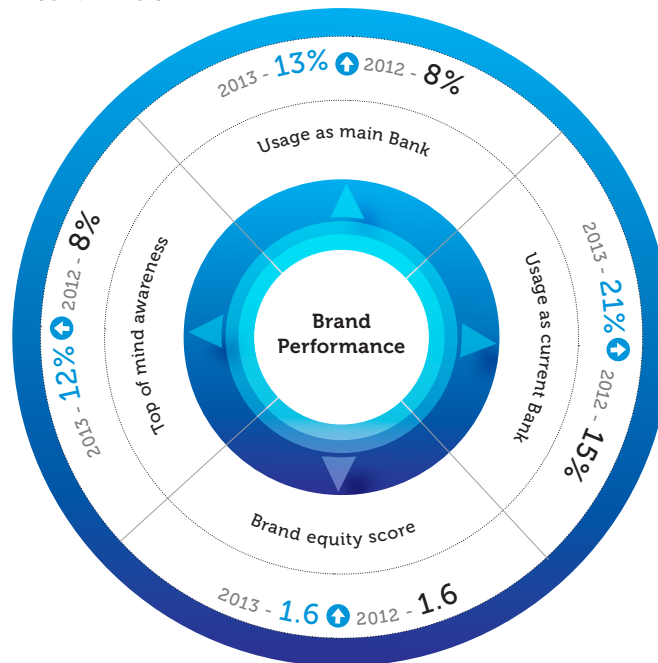 2013 - 13% 2012 - 8%
Usage as main Bank
2013 - 21% 2012 - 15%
Usage as current Bank
Brand
Performance
Top of mind awareness
2013 - 12% 2012 - 8%
Brand equity score
2013 - 1.6 2012 - 1.6